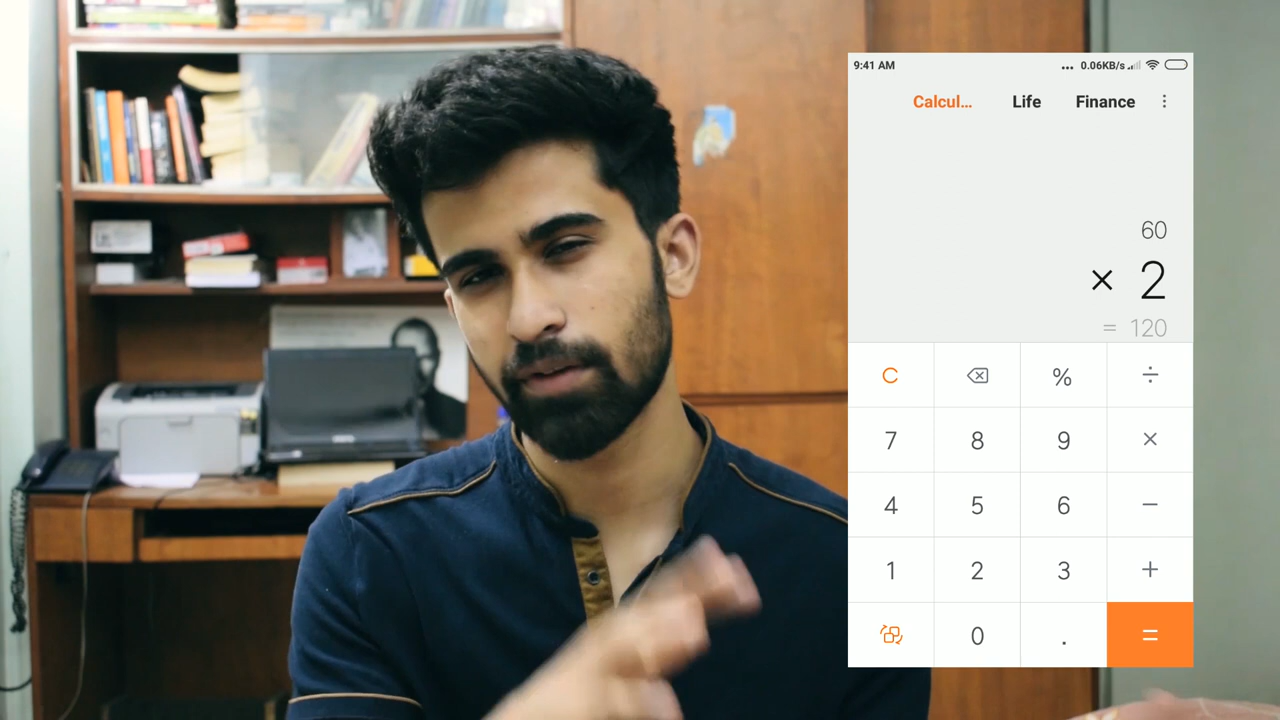 9:41 AM ... 0.06KB/s
Calcul... Life Finance
60
× 2
= 120
C % ÷
7 8 9 ×
4 5 6 −
1 2 3 +
0 . =